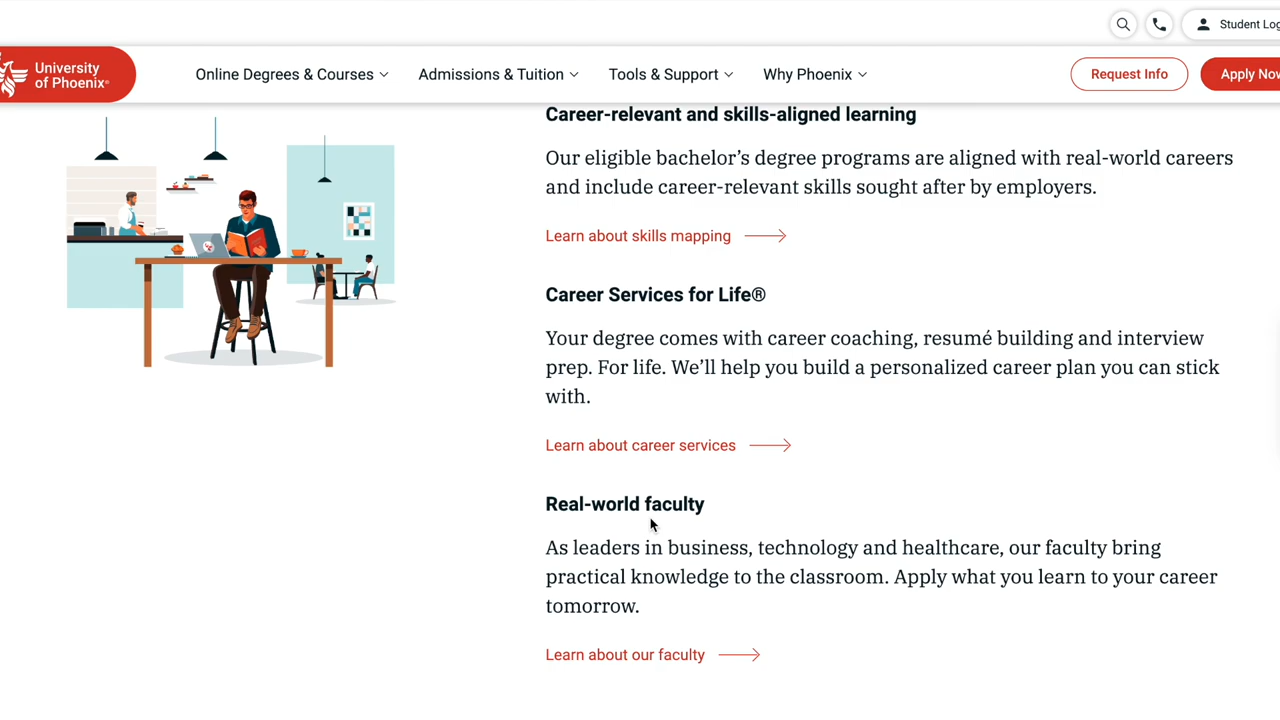 Student
University
of Phoenix®
Online Degrees & Courses
Admissions & Tuition
Tools & Support
Why Phoenix
Request Info
Apply
Career-relevant and skills-aligned learning
Our eligible bachelor’s degree programs are aligned with real-world careers
and include career-relevant skills sought after by employers.
Learn about skills mapping
Career Services for Life®
Your degree comes with career coaching, resumé building and interview
prep. For life. We’ll help you build a personalized career plan you can stick
with.
Learn about career services
Real-world faculty
As leaders in business, technology and healthcare, our faculty bring
practical knowledge to the classroom. Apply what you learn to your career
tomorrow.
Learn about our faculty